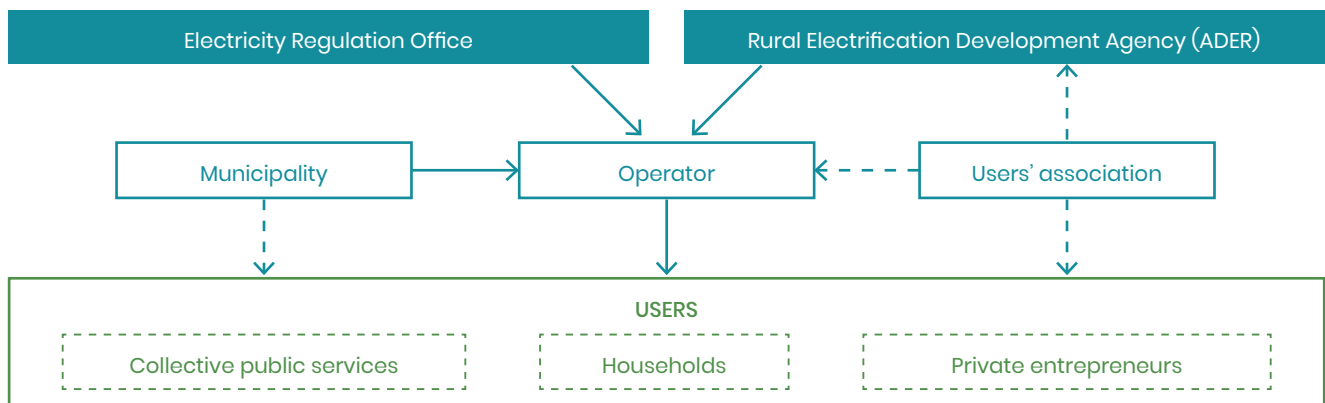 Electricity Regulation Office
Rural Electrification Development Agency (ADER)
Municipality
Operator
Users’ association
USERS
Collective public services
Households
Private entrepreneurs